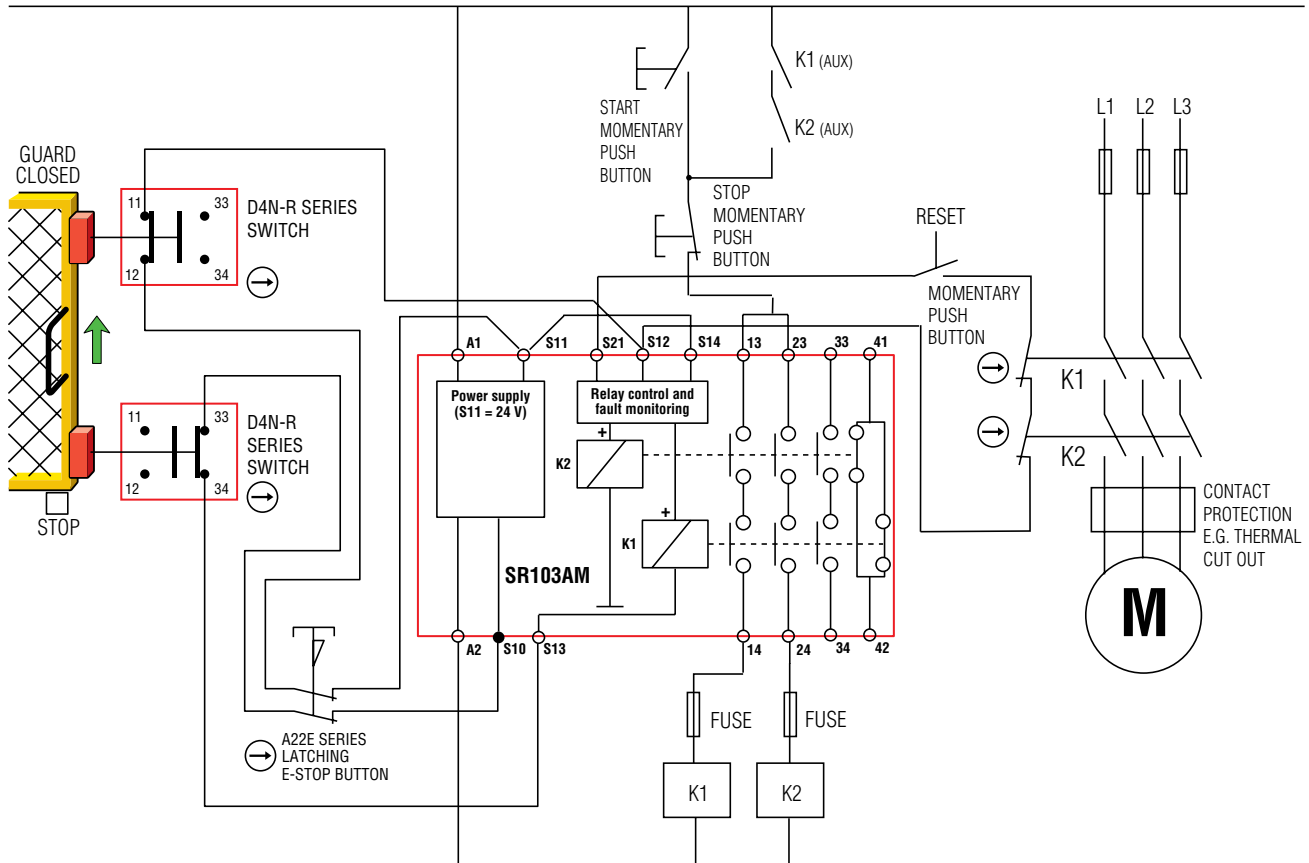 K1 (AUX)
K2 (AUX)
START
MOMENTARY
PUSH
BUTTON
STOP
MOMENTARY
PUSH
BUTTON
L1 L2 L3
GUARD
CLOSED
11 33
12 34
D4N-R SERIES
SWITCH
RESET
MOMENTARY
PUSH
BUTTON
11 33
12 34
D4N-R
SERIES
SWITCH
STOP
A1 S11 S21 S12 S14 13 23 33 41
Power supply
(S11 = 24 V)
Relay control and
fault monitoring
+
K2
+
K1
SR103AM
A2 S10 S13 14 24 34 42
K1
K2
CONTACT
PROTECTION
E.G. THERMAL
CUT OUT
M
A22E SERIES
LATCHING
E-STOP BUTTON
FUSE FUSE
K1 K2